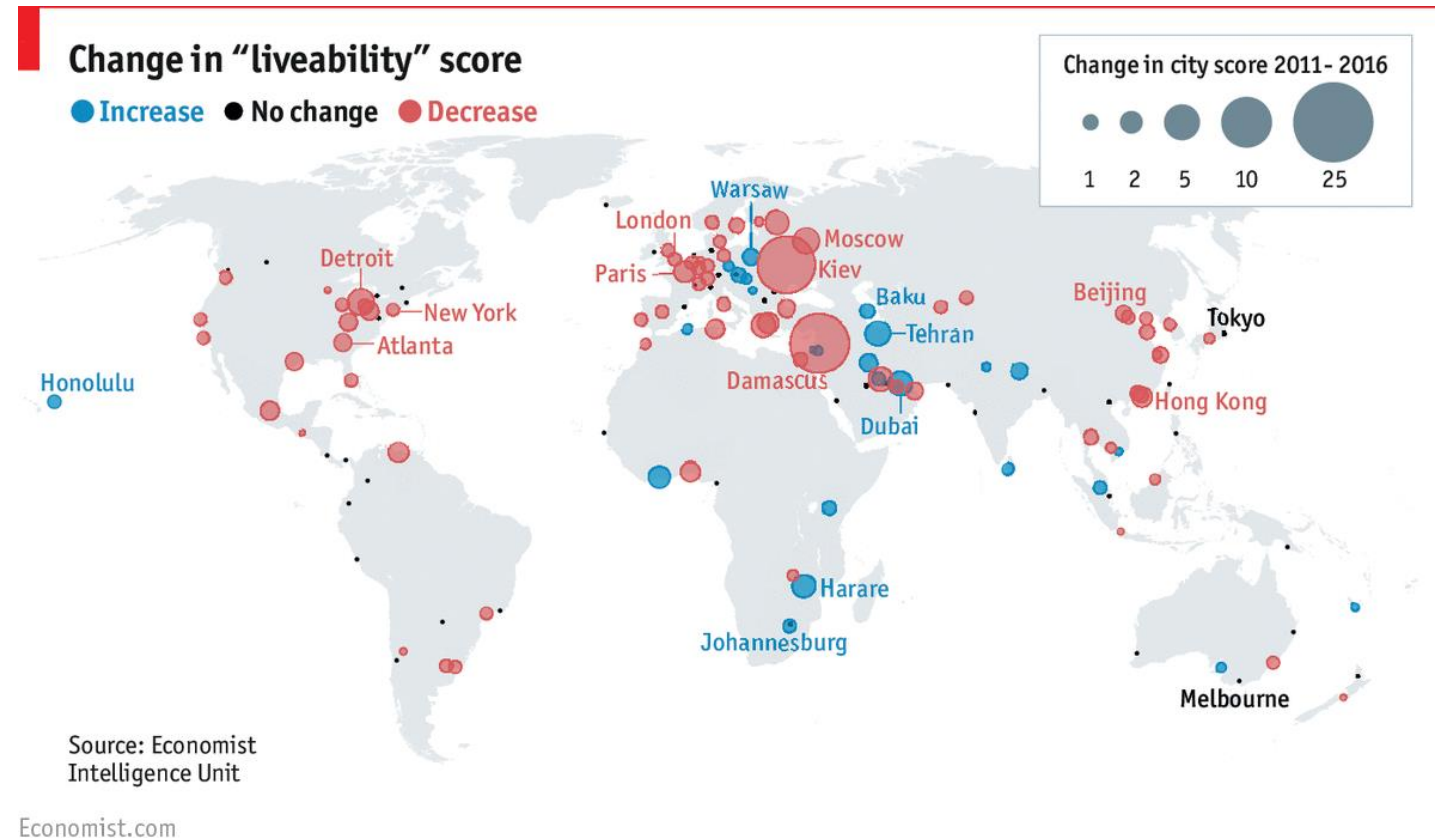 Change in “liveability” score
Increase No change Decrease
Change in city score 2011- 2016
1 2 5 10 25
Warsaw
London
Moscow
Detroit
Paris
Kiev
Baku
Beijing
New York
Tokyo
Tehran
Atlanta
Honolulu
Damascus
Hong Kong
Dubai
Harare
Johannesburg
Melbourne
Source: Economist
Intelligence Unit
Economist.com